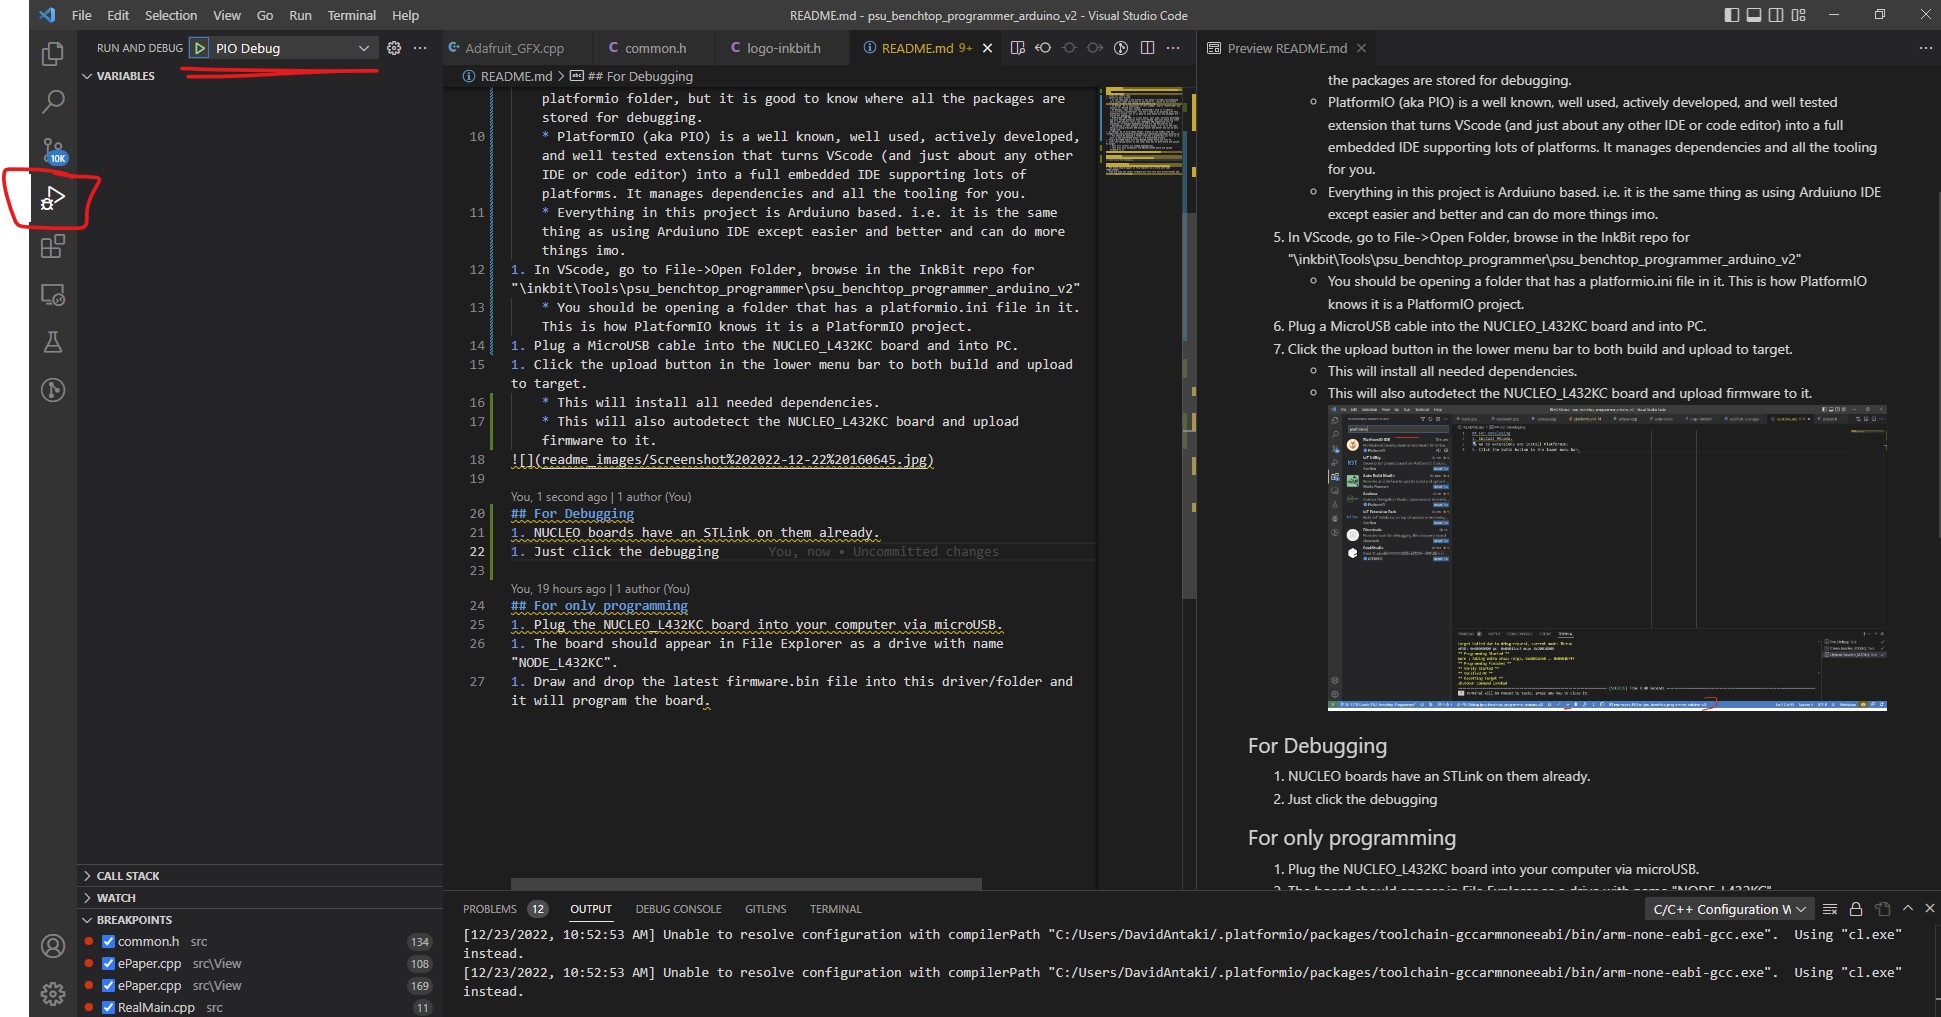 File Edit Selection View Go Run Terminal Help
README.md - psu_benchtop_programmer_arduino_v2 - Visual Studio Code
RUN AND DEBUG PIO Debug
VARIABLES
10K
CALL STACK
WATCH
BREAKPOINTS
common.h src 134
ePaper.cpp src\View 108
ePaper.cpp src\View 169
RealMain.cpp src 11
Adafruit_GFX.cpp common.h logo-inkbit.h README.md 9+
README.md > ## For Debugging
platformio folder, but it is good to know where all the packages are
stored for debugging.
10 * PlatformIO (aka PIO) is a well known, well used, actively developed,
and well tested extension that turns VScode (and just about any other
IDE or code editor) into a full embedded IDE supporting lots of
platforms. It manages dependencies and all the tooling for you.
11 * Everything in this project is Arduiuno based. i.e. it is the same
thing as using Arduiuno IDE except easier and better and can do more
things imo.
12 1. In VScode, go to File->Open Folder, browse in the InkBit repo for
"\inkbit\Tools\psu_benchtop_programmer\psu_benchtop_programmer_arduino_v2"
13 * You should be opening a folder that has a platformio.ini file in it.
This is how PlatformIO knows it is a PlatformIO project.
14 1. Plug a MicroUSB cable into the NUCLEO_L432KC board and into PC.
15 1. Click the upload button in the lower menu bar to both build and upload
to target.
16 * This will install all needed dependencies.
17 * This will also autodetect the NUCLEO_L432KC board and upload
firmware to it.
18 ![](readme_images/Screenshot%202022-12-22%20160645.jpg)
19
You, 1 second ago | 1 author (You)
20 ## For Debugging
21 1. NUCLEO boards have an STLink on them already.
22 1. Just click the debugging You, now • Uncommitted changes
23
You, 19 hours ago | 1 author (You)
24 ## For only programming
25 1. Plug the NUCLEO_L432KC board into your computer via microUSB.
26 1. The board should appear in File Explorer as a drive with name
"NODE_L432KC".
27 1. Draw and drop the latest firmware.bin file into this driver/folder and
it will program the board.
Preview README.md
the packages are stored for debugging.
PlatformIO (aka PIO) is a well known, well used, actively developed, and well tested
extension that turns VScode (and just about any other IDE or code editor) into a full
embedded IDE supporting lots of platforms. It manages dependencies and all the tooling
for you.
Everything in this project is Arduiuno based. i.e. it is the same thing as using Arduiuno IDE
except easier and better and can do more things imo.
5. In VScode, go to File->Open Folder, browse in the InkBit repo for
"\inkbit\Tools\psu_benchtop_programmer\psu_benchtop_programmer_arduino_v2"
You should be opening a folder that has a platformio.ini file in it. This is how PlatformIO
knows it is a PlatformIO project.
6. Plug a MicroUSB cable into the NUCLEO_L432KC board and into PC.
7. Click the upload button in the lower menu bar to both build and upload to target.
This will install all needed dependencies.
This will also autodetect the NUCLEO_L432KC board and upload firmware to it.
For Debugging
1. NUCLEO boards have an STLink on them already.
2. Just click the debugging
For only programming
1. Plug the NUCLEO_L432KC board into your computer via microUSB.
2. The board should appear in File Explorer as a drive with name "NODE_L432KC".
PROBLEMS 12 OUTPUT DEBUG CONSOLE GITLENS TERMINAL C/C++ Configuration W
[12/23/2022, 10:52:53 AM] Unable to resolve configuration with compilerPath "C:/Users/DavidAntaki/.platformio/packages/toolchain-gccarmnoneeabi/bin/arm-none-eabi-gcc.exe". Using "cl.exe"
instead.
[12/23/2022, 10:52:53 AM] Unable to resolve configuration with compilerPath "C:/Users/DavidAntaki/.platformio/packages/toolchain-gccarmnoneeabi/bin/arm-none-eabi-gcc.exe". Using "cl.exe"
instead.